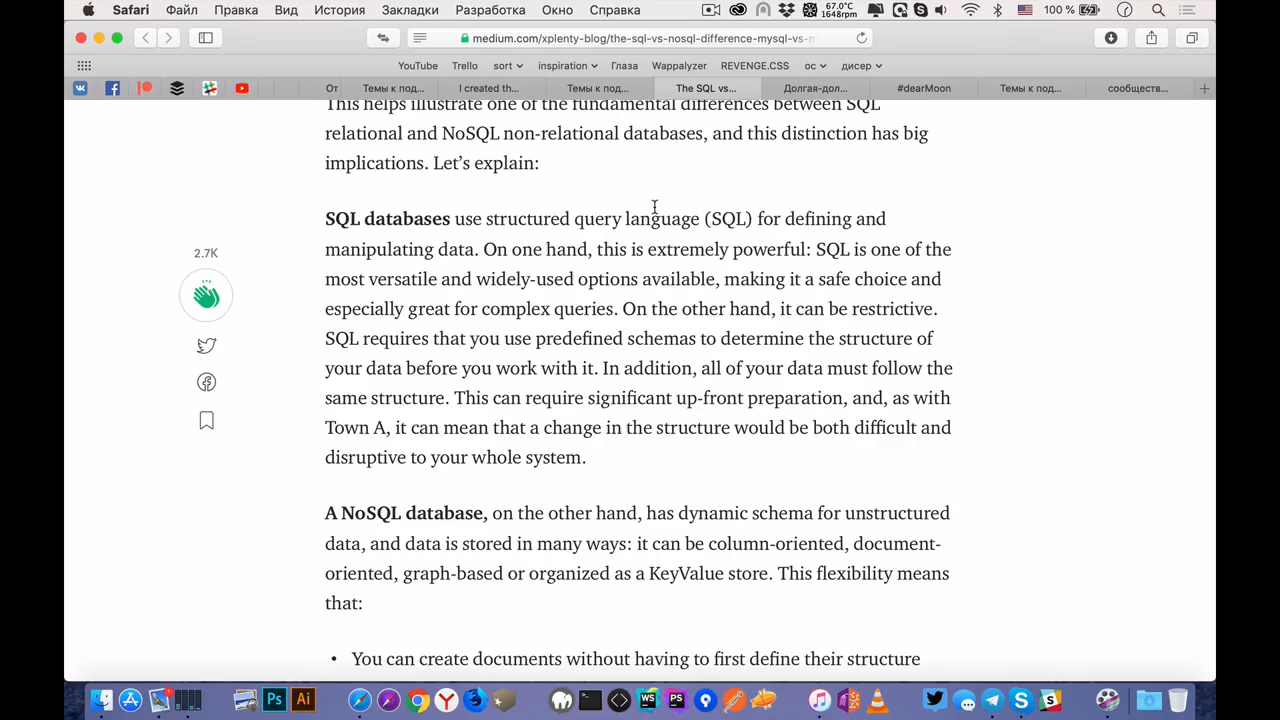 Safari Файл Правка Вид История Закладки Разработка Окно Справка 67.0°C 1648rpm 100 %
medium.com/xplenty-blog/the-sql-vs-nosql-difference-mysql-vs-m
YouTube Trello sort inspiration Глаза Wappalyzer REVENGE.CSS ос дисер
От Темы к под... I created th... Темы к под... The SQL vs... Долгая-дол... #dearMoon Темы к под... сообществ...
This helps illustrate one of the fundamental differences between SQL
relational and NoSQL non-relational databases, and this distinction has big
implications. Let’s explain:
SQL databases use structured query language (SQL) for defining and
manipulating data. On one hand, this is extremely powerful: SQL is one of the
most versatile and widely-used options available, making it a safe choice and
especially great for complex queries. On the other hand, it can be restrictive.
SQL requires that you use predefined schemas to determine the structure of
your data before you work with it. In addition, all of your data must follow the
same structure. This can require significant up-front preparation, and, as with
Town A, it can mean that a change in the structure would be both difficult and
disruptive to your whole system.
2.7K
A NoSQL database, on the other hand, has dynamic schema for unstructured
data, and data is stored in many ways: it can be column-oriented, document-
oriented, graph-based or organized as a KeyValue store. This flexibility means
that:
• You can create documents without having to first define their structure
Ps Ai WS PS